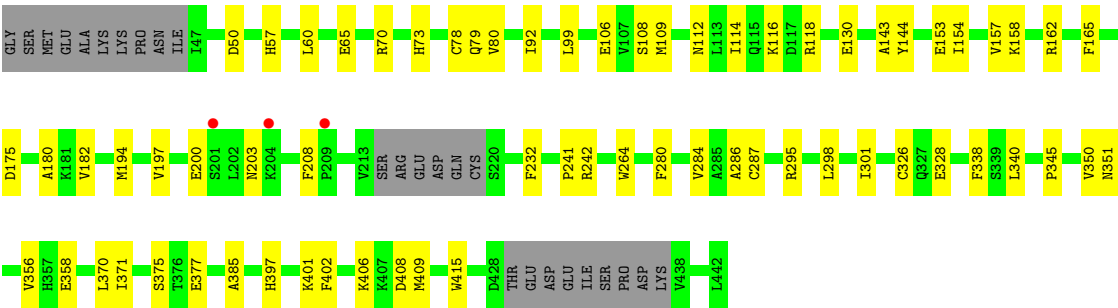 GLY SER MET GLU ALA LYS LYS PRO ASN ILE I47 D50 H57 L60 E65 R70 H73 C78 Q79 V80 I92 L99 E106 V107 S108 M109 N112 L113 I114 Q115 K116 D117 R118 E130 A143 Y144 E153 I154 V157 K158 R162 F165
D175 A180 K181 V182 M194 V197 E200 S201 L202 N203 K204 F208 P209 V213 SER ARG GLU ASP GLN CYS S220 F232 P241 R242 W264 F280 V284 A285 A286 C287 R295 L298 I301 C326 Q327 E328 F338 S339 L340 P345 V350 N351
V356 H357 E358 L370 I371 S375 T376 E377 A385 H397 K401 F402 K406 K407 D408 M409 W415 D428 THR GLU ASP GLU ILE SER PRO ASP LYS V438 L442